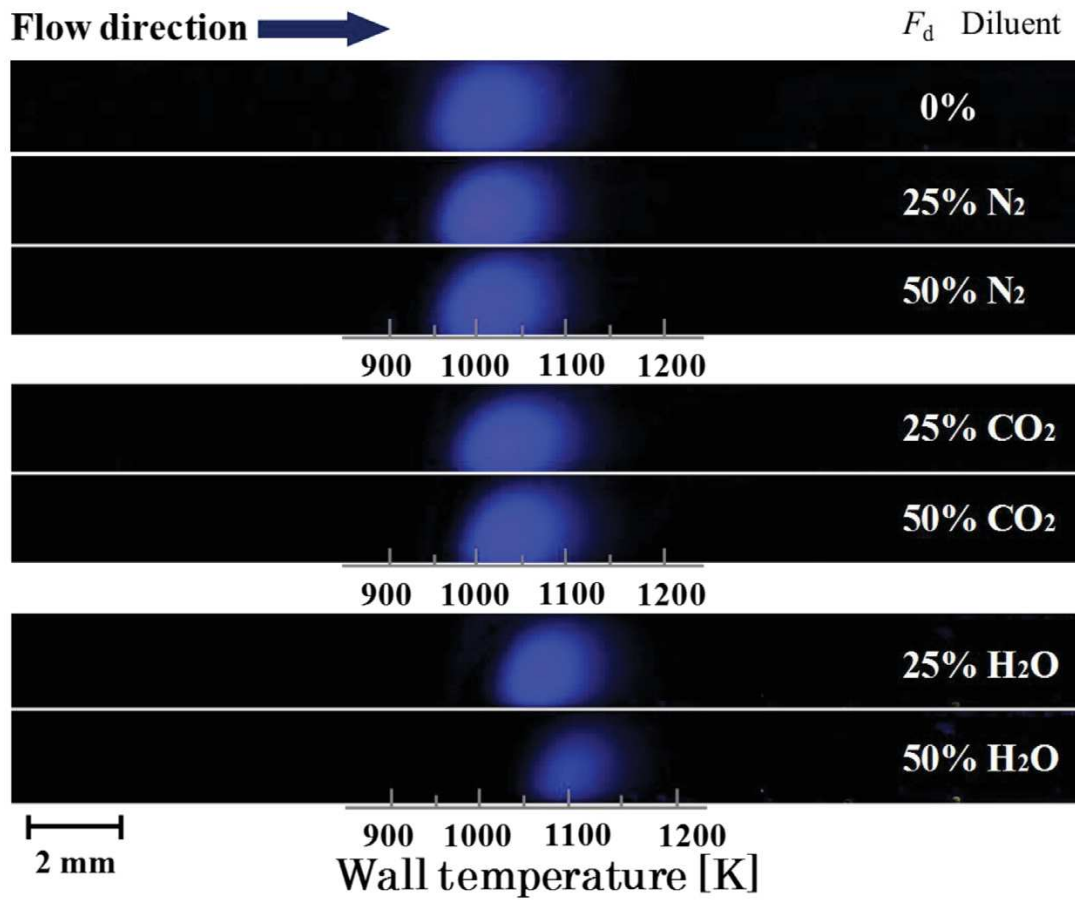 Flow direction
Fd Diluent
0%
25% N2
50% N2
900 1000 1100 1200
25% CO2
50% CO2
900 1000 1100 1200
25% H2O
50% H2O
900 1000 1100 1200
2 mm
Wall temperature [K]